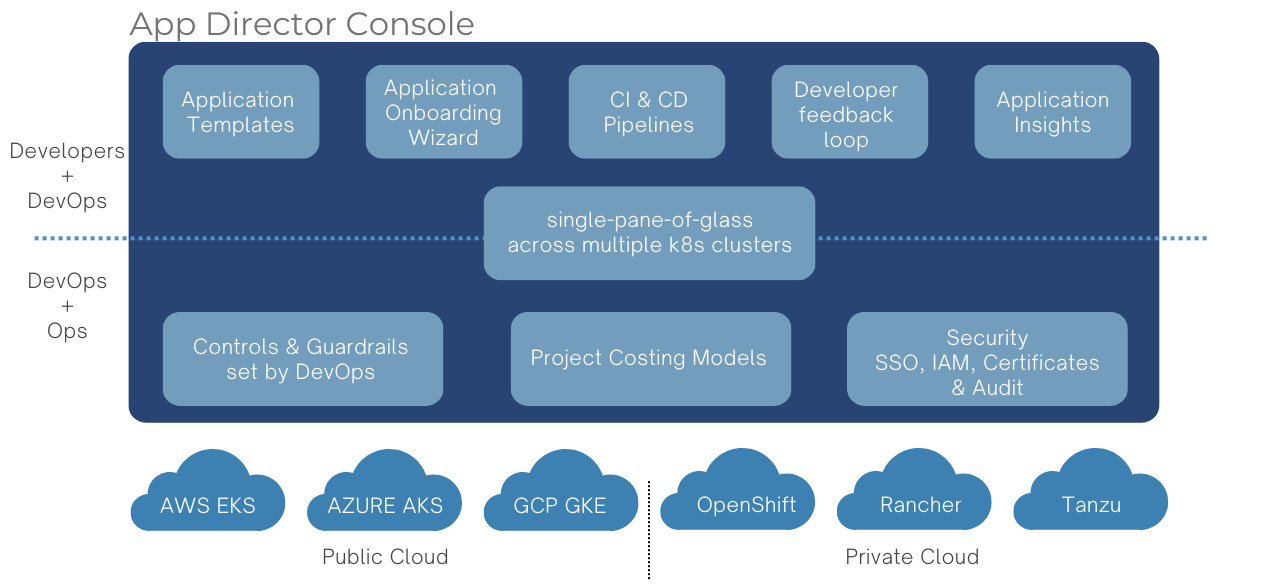 App Director Console
Application
Templates
Application
Onboarding
Wizard
CI & CD
Pipelines
Developer
feedback
loop
Application
Insights
Developers
+
DevOps
single-pane-of-glass
across multiple k8s clusters
DevOps
+
Ops
Controls & Guardrails
set by DevOps
Project Costing Models
Security
SSO, IAM, Certificates
& Audit
AWS EKS
AZURE AKS
GCP GKE
OpenShift
Rancher
Tanzu
Public Cloud
Private Cloud